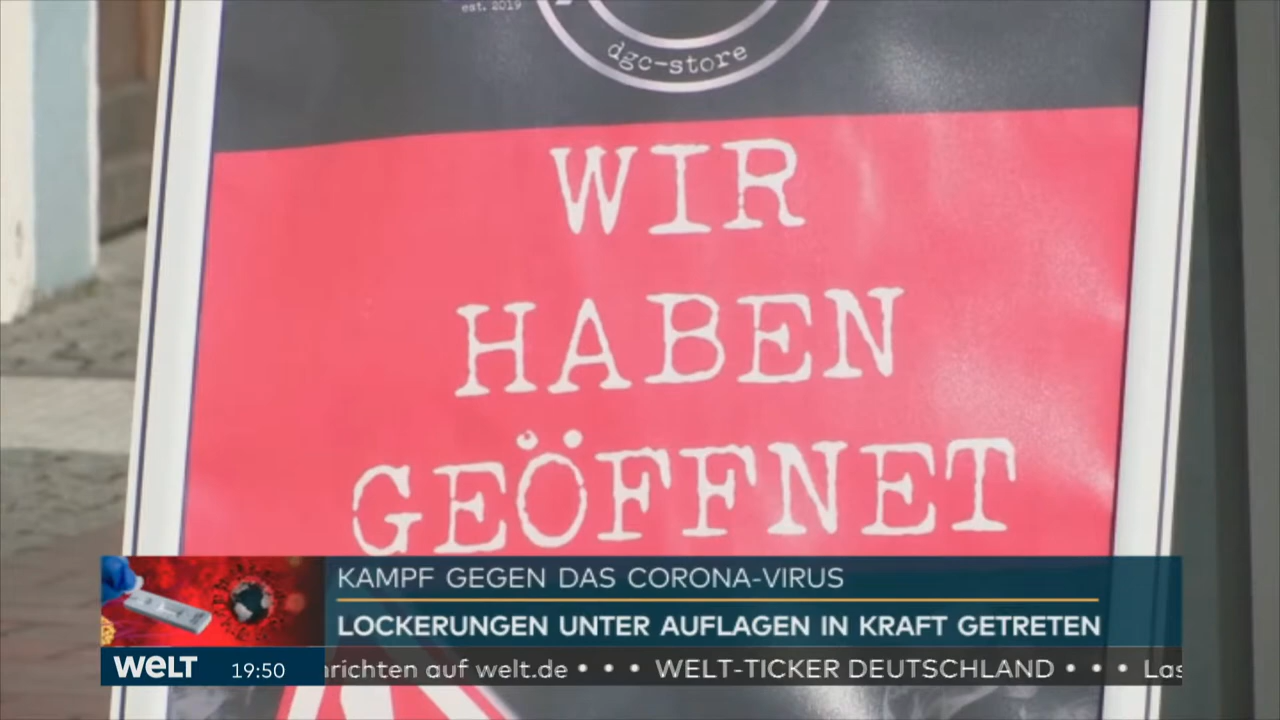 est. 2019
dgc-store
WIR
HABEN
GEÖFFNET
KAMPF GEGEN DAS CORONA-VIRUS
LOCKERUNGEN UNTER AUFLAGEN IN KRAFT GETRETEN
welt 19:50 hrichten auf welt.de • • • WELT-TICKER DEUTSCHLAND • • • Las